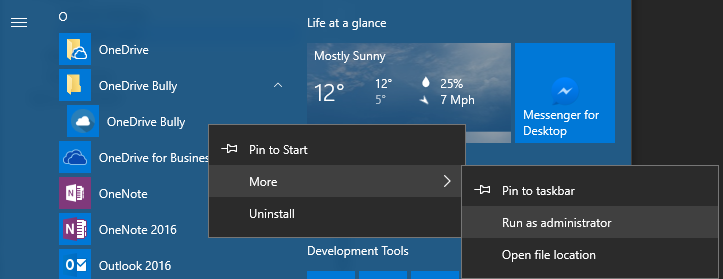 O
OneDrive
OneDrive Bully
OneDrive Bully
OneDrive for Busines
OneNote
OneNote 2016
Outlook 2016
Life at a glance
Mostly Sunny
12°
12°
5°
25%
7 Mph
Messenger for
Desktop
Development Tools
Pin to Start
More
Uninstall
Pin to taskbar
Run as administrator
Open file location